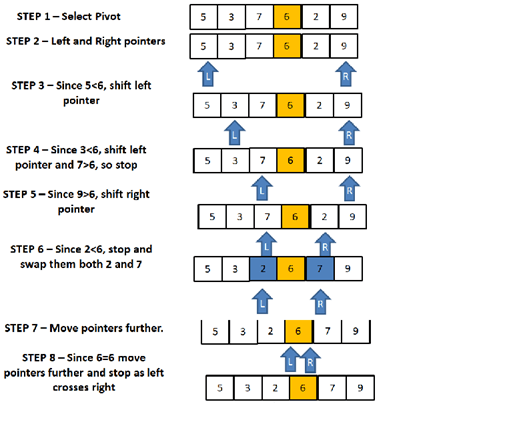 STEP 1 – Select Pivot
5 3 7 6 2 9
STEP 2 – Left and Right pointers
5 3 7 6 2 9
L R
STEP 3 – Since 5<6, shift left
pointer
5 3 7 6 2 9
L R
STEP 4 – Since 3<6, shift left
pointer and 7>6, so stop
5 3 7 6 2 9
L R
STEP 5 – Since 9>6, shift right
pointer
5 3 7 6 2 9
L R
STEP 6 – Since 2<6, stop and
swap them both 2 and 7
5 3 2 6 7 9
L R
STEP 7 – Move pointers further.
5 3 2 6 7 9
L R
STEP 8 – Since 6=6 move
pointers further and stop as left
crosses right
5 3 2 6 7 9